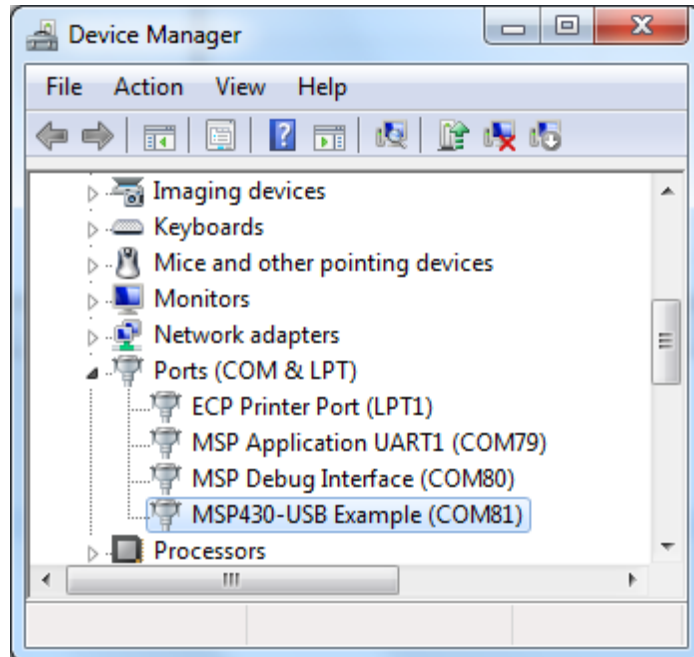 Device Manager
File Action View Help
Imaging devices
Keyboards
Mice and other pointing devices
Monitors
Network adapters
Ports (COM & LPT)
ECP Printer Port (LPT1)
MSP Application UART1 (COM79)
MSP Debug Interface (COM80)
MSP430-USB Example (COM81)
Processors